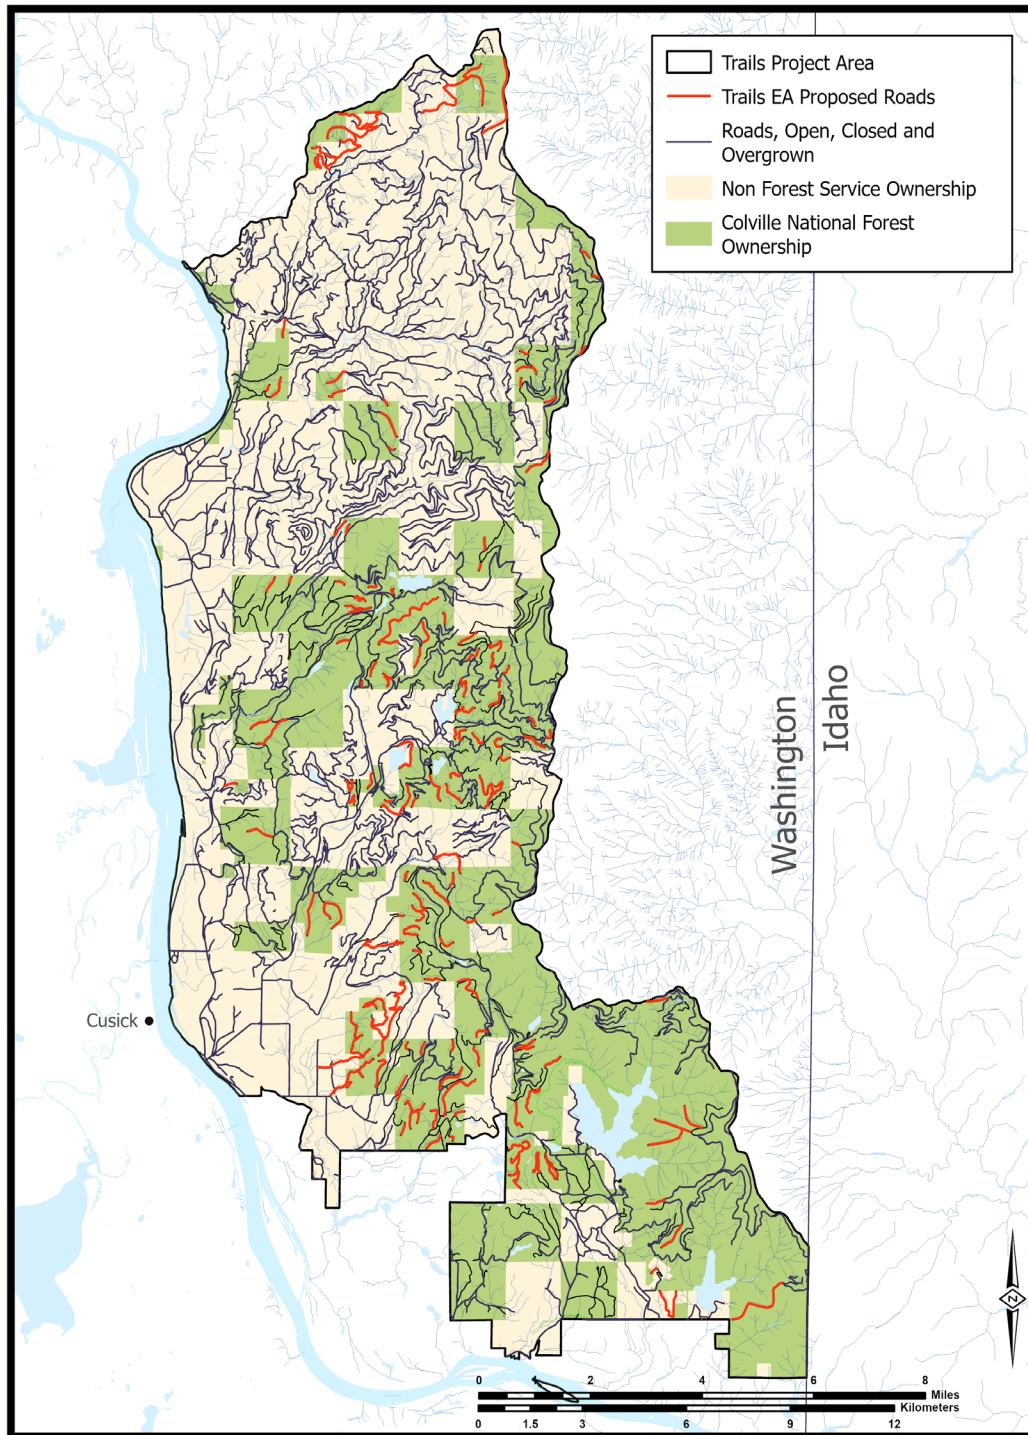 Trails Project Area
Trails EA Proposed Roads
Roads, Open, Closed and
Overgrown
Non Forest Service Ownership
Colville National Forest
Ownership
Washington
Idaho
Cusick
N
0 1 2 4 6 8
Miles
Kilometers
0 1.5 3 6 9 12